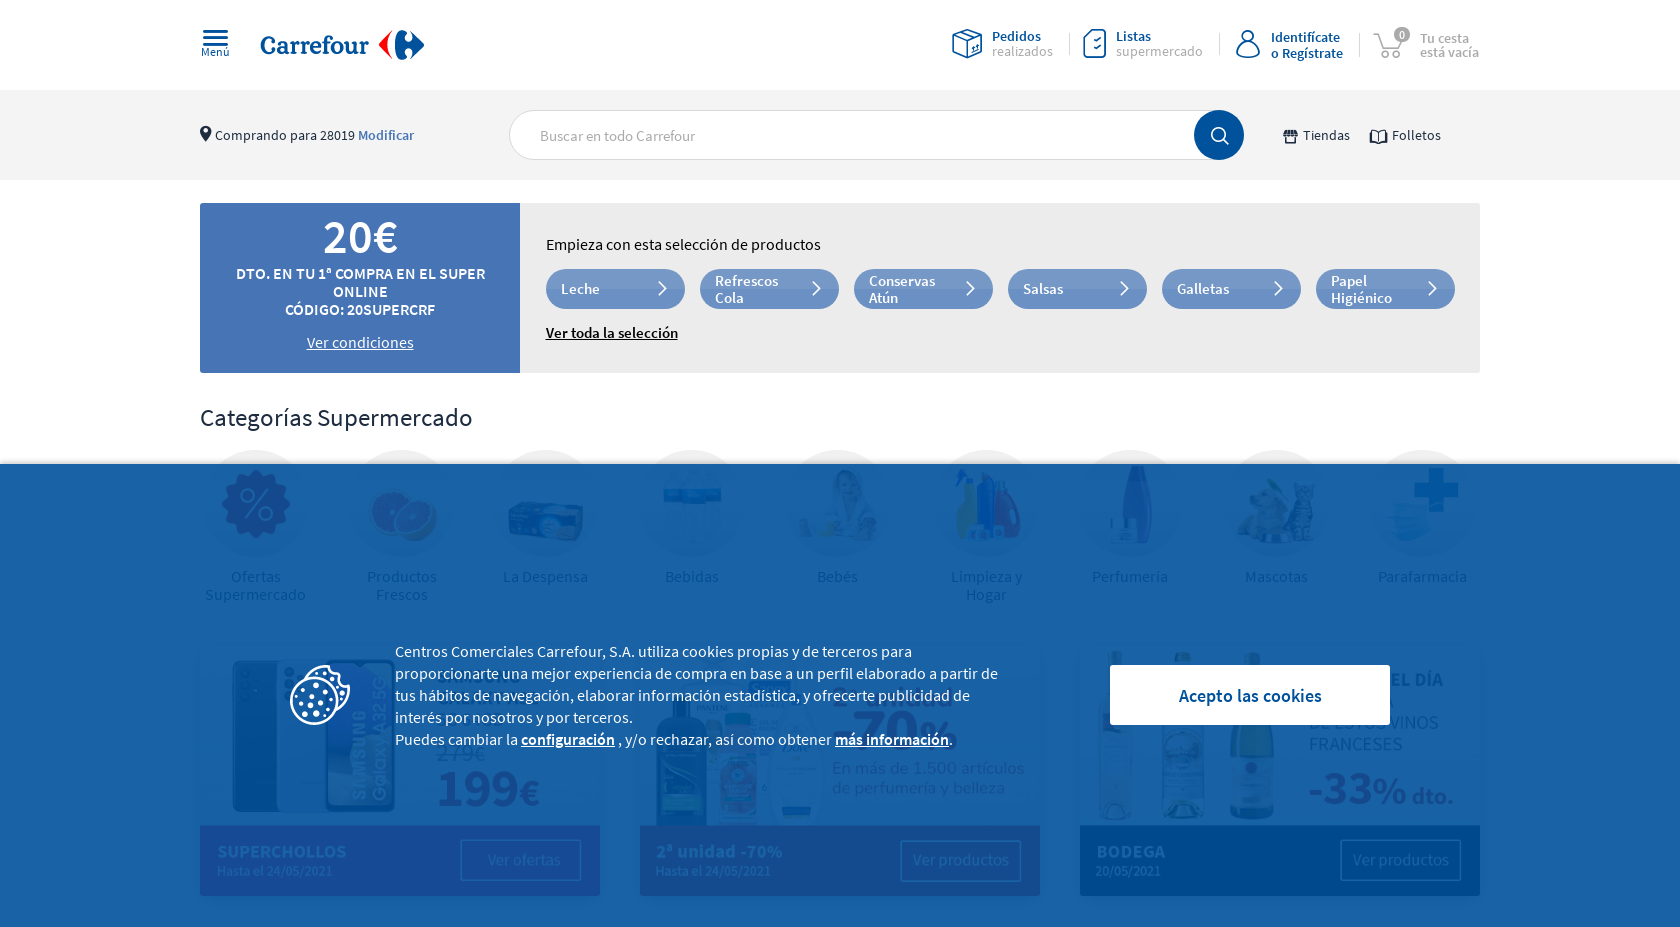 Menú
Carrefour
Pedidos
realizados
Listas
supermercado
Identifícate
o Regístrate
0
Tu cesta
está vacía
Comprando para 28019 Modificar
Buscar en todo Carrefour
Tiendas
Folletos
20€
DTO. EN TU 1ª COMPRA EN EL SUPER
ONLINE
CÓDIGO: 20SUPERCRF
Ver condiciones
Empieza con esta selección de productos
Leche
Refrescos
Cola
Conservas
Atún
Salsas
Galletas
Papel
Higiénico
Ver toda la selección
Categorías Supermercado
Ofertas
Supermercado
Productos
Frescos
La Despensa
Bebidas
Bebés
Limpieza y
Hogar
Perfumería
Mascotas
Parafarmacia
Centros Comerciales Carrefour, S.A. utiliza cookies propias y de terceros para
proporcionarte una mejor experiencia de compra en base a un perfil elaborado a partir de
tus hábitos de navegación, elaborar información estadística, y ofrecerte publicidad de
interés por nosotros y por terceros.
Puedes cambiar la configuración , y/o rechazar, así como obtener más información.
Acepto las cookies
SAMSUNG
Galaxy A32 5G
279€
199€
2ª unidad
-70%
En más de 1.500 artículos
de perfumería y belleza
EL DÍA
VINOS
FRANCESES
-33% dto.
SUPERCHOLLOS
Hasta el 24/05/2021
Ver ofertas
2ª unidad -70%
Hasta el 24/05/2021
Ver productos
BODEGA
20/05/2021
Ver productos